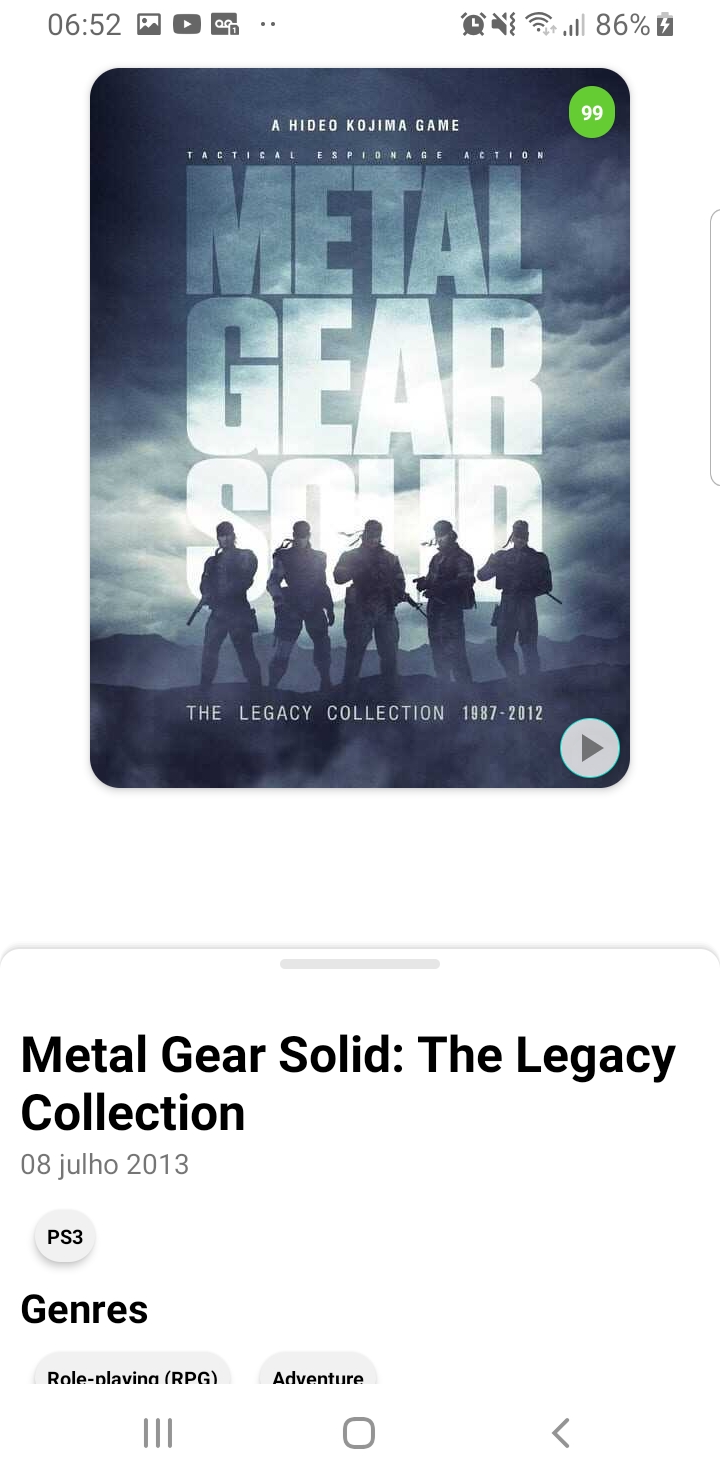 06:52
86%
99
A HIDEO KOJIMA GAME
TACTICAL ESPIONAGE ACTION
METAL
GEAR
SOLID
THE LEGACY COLLECTION 1987-2012
Metal Gear Solid: The Legacy
Collection
08 julho 2013
PS3
Genres
Role-playing (RPG) Adventure